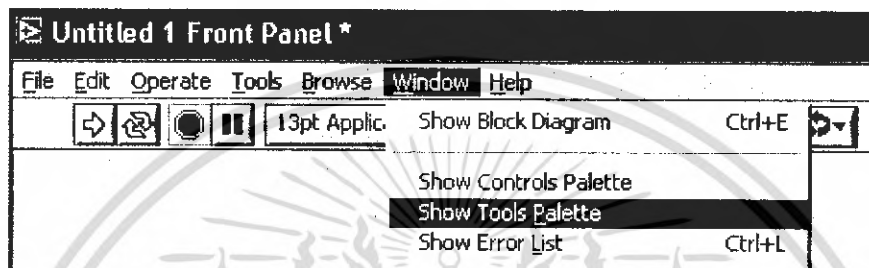 Untitled 1 Front Panel *
File Edit Operate Tools Browse Window Help
13pt Applic
Show Block Diagram Ctrl+E
Show Controls Palette
Show Tools Palette
Show Error List Ctrl+L